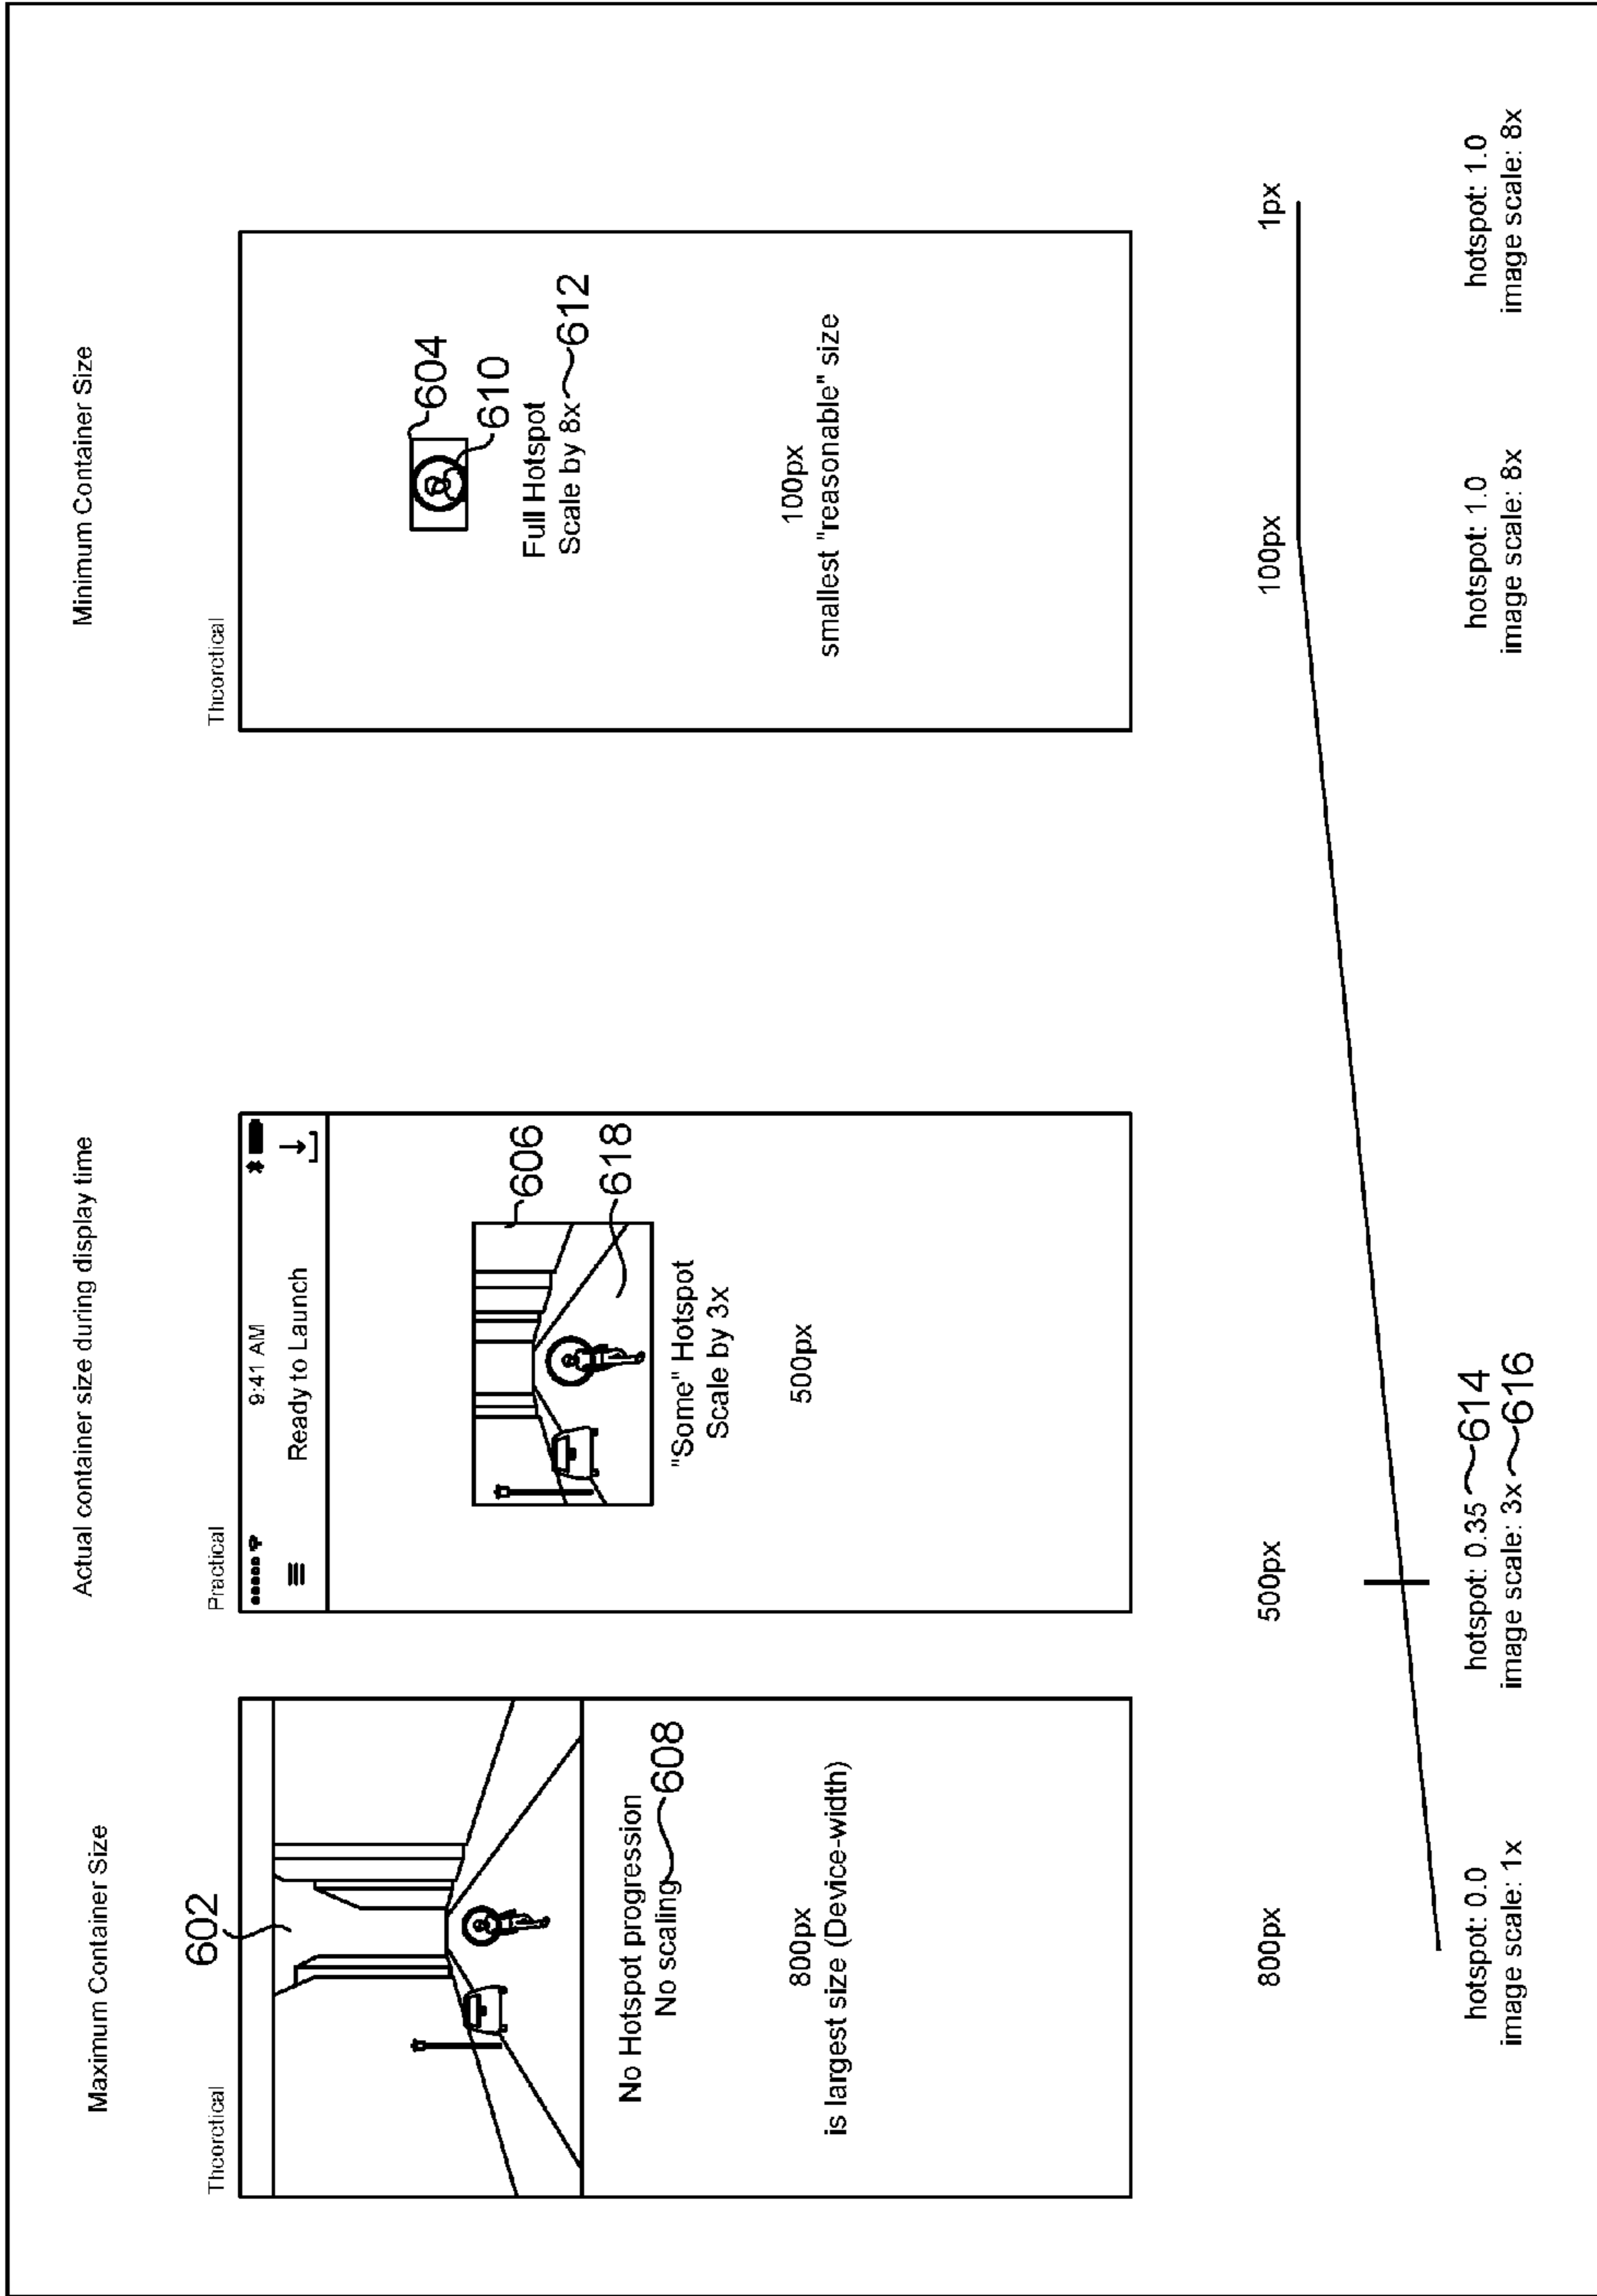 Maximum Container Size
Theoretical
602
No Hotspot progression
No scaling 608
800px
is largest size (Device-width)
Actual container size during display time
Practical
9:41 AM
Ready to Launch
606
618
"Some" Hotspot
Scale by 3x
500px
Minimum Container Size
Theoretical
604
610
Full Hotspot
Scale by 8x 612
100px
smallest "reasonable" size
800px
500px
100px
1px
hotspot: 0.0
image scale: 1x
hotspot: 0.35 614
image scale: 3x 616
hotspot: 1.0
image scale: 8x
hotspot: 1.0
image scale: 8x